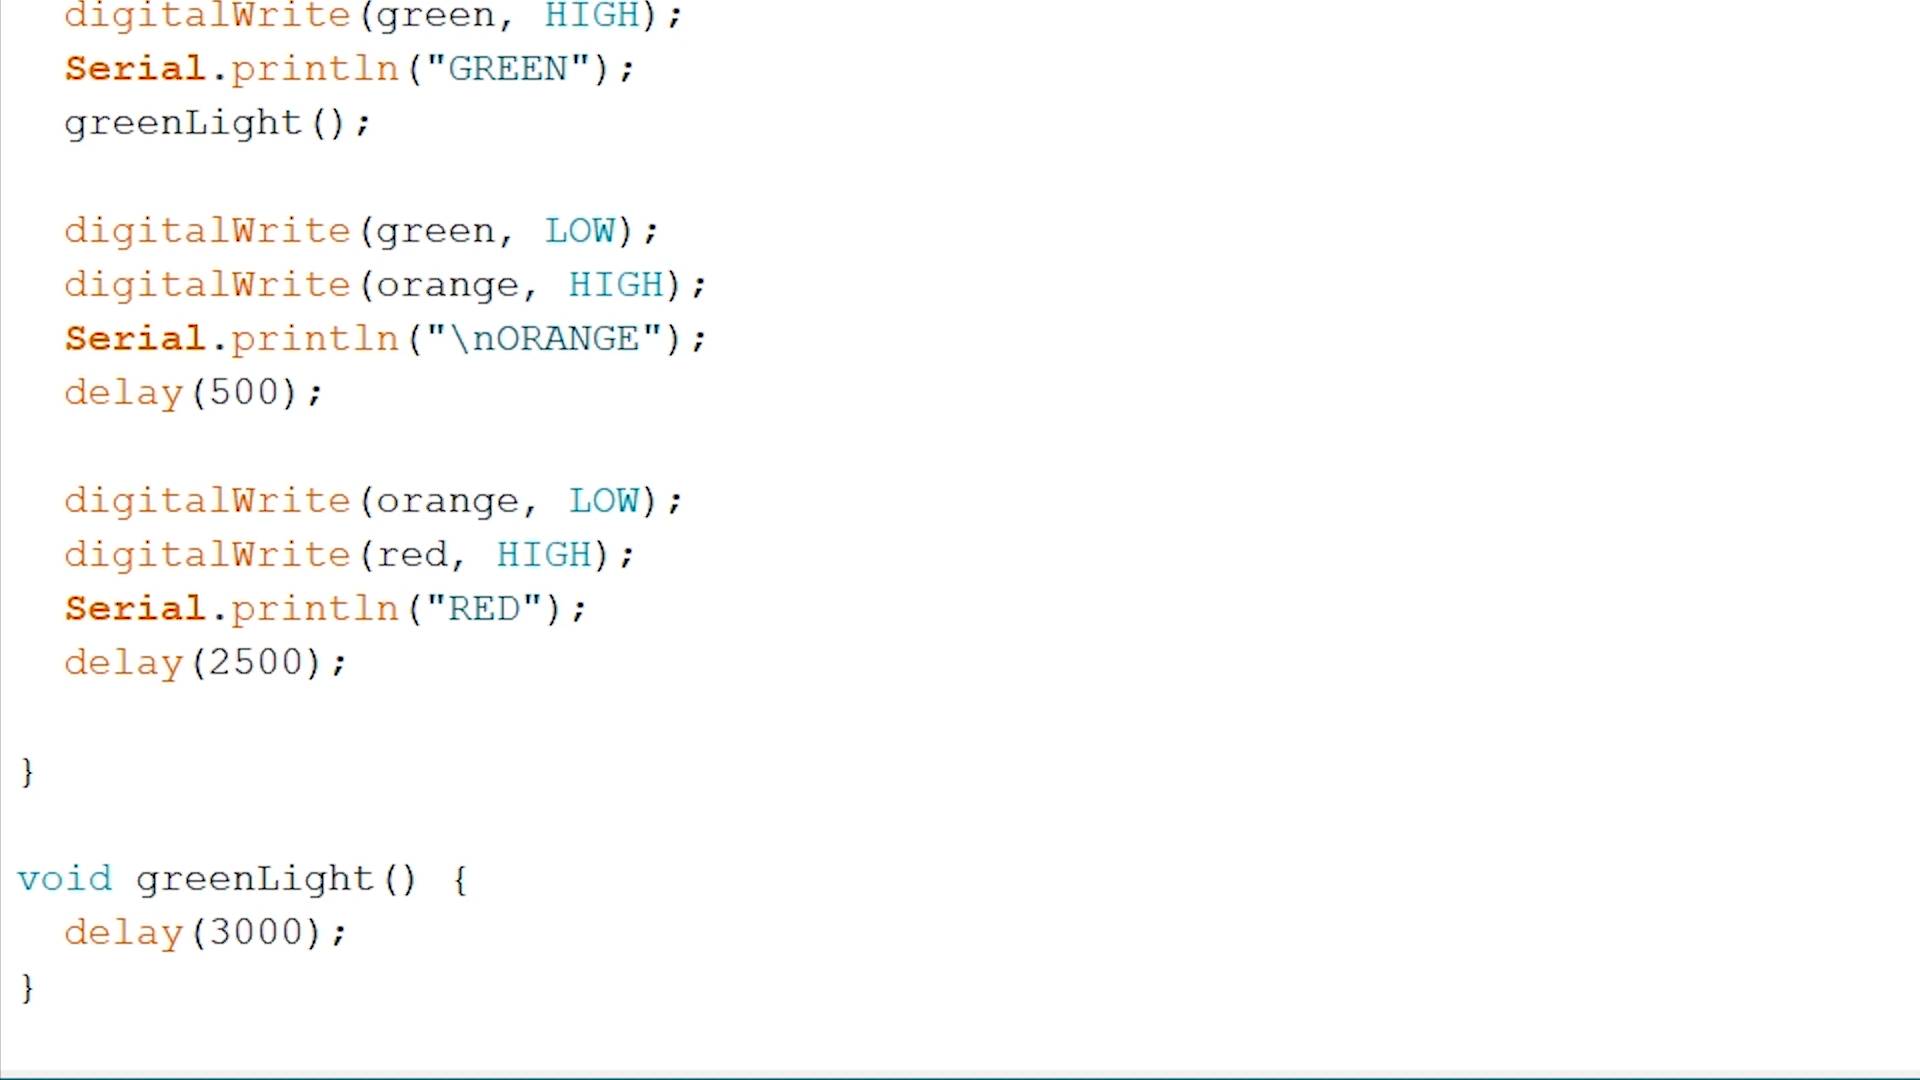 digitalWrite(green, HIGH);
Serial.println("GREEN");
greenLight();
digitalWrite(green, LOW);
digitalWrite(orange, HIGH);
Serial.println("\nORANGE");
delay(500);
digitalWrite(orange, LOW);
digitalWrite(red, HIGH);
Serial.println("RED");
delay(2500);
}
void greenLight() {
delay(3000);
}